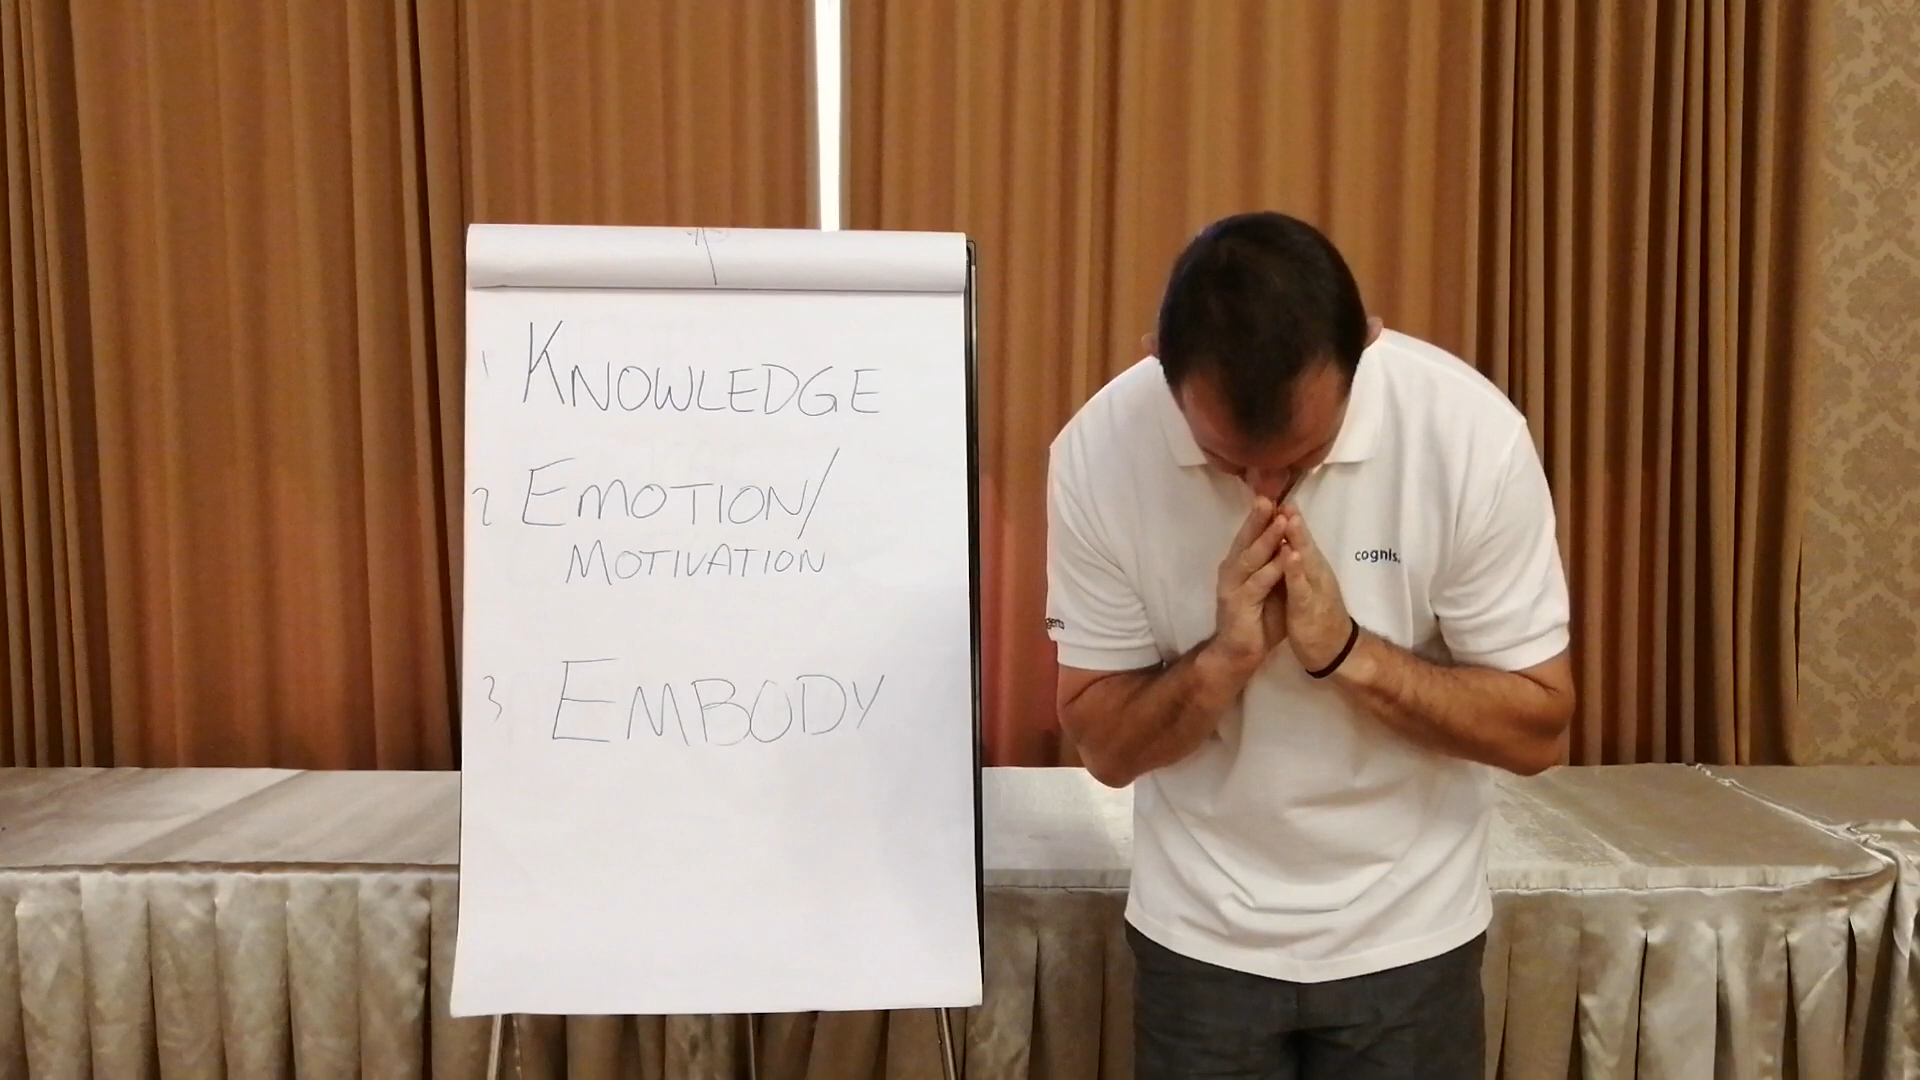 1 KNOWLEDGE
2 EMOTION/
MOTIVATION
3 EMBODY
cognis.